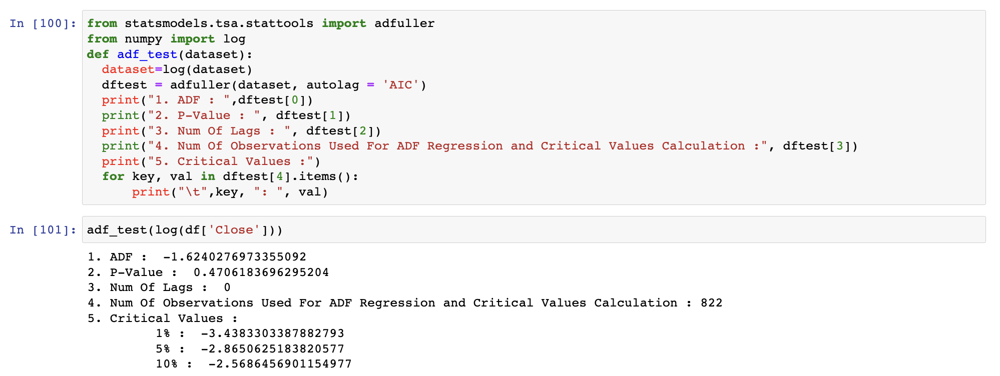 In [100]: from statsmodels.tsa.stattools import adfuller
from numpy import log
def adf_test(dataset):
  dataset=log(dataset)
  dftest = adfuller(dataset, autolag = 'AIC')
  print("1. ADF : ",dftest[0])
  print("2. P-Value : ", dftest[1])
  print("3. Num Of Lags : ", dftest[2])
  print("4. Num Of Observations Used For ADF Regression and Critical Values Calculation :", dftest[3])
  print("5. Critical Values :")
  for key, val in dftest[4].items():
      print("\t",key, ": ", val)
In [101]: adf_test(log(df['Close']))
1. ADF :  -1.6240276973355092
2. P-Value :  0.4706183696295204
3. Num Of Lags :  0
4. Num Of Observations Used For ADF Regression and Critical Values Calculation : 822
5. Critical Values :
1% :  -3.4383303387882793
5% :  -2.8650625183820577
10% :  -2.5686456901154977